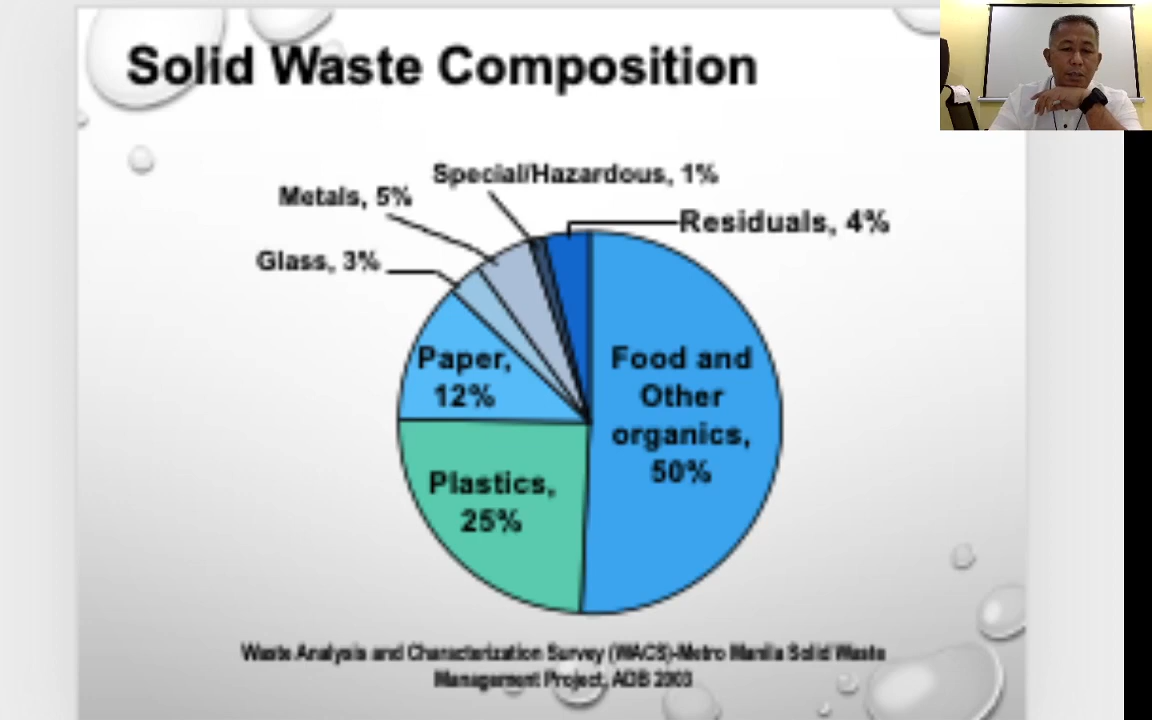 Solid Waste Composition
Special/Hazardous, 1%
Metals, 5%
Residuals, 4%
Glass, 3%
Paper,
12%
Food and
Other
organics,
50%
Plastics,
25%
Waste Analysis and Characterization Survey (WACS)-Metro Manila Solid Waste
Management Project, ADB 2003